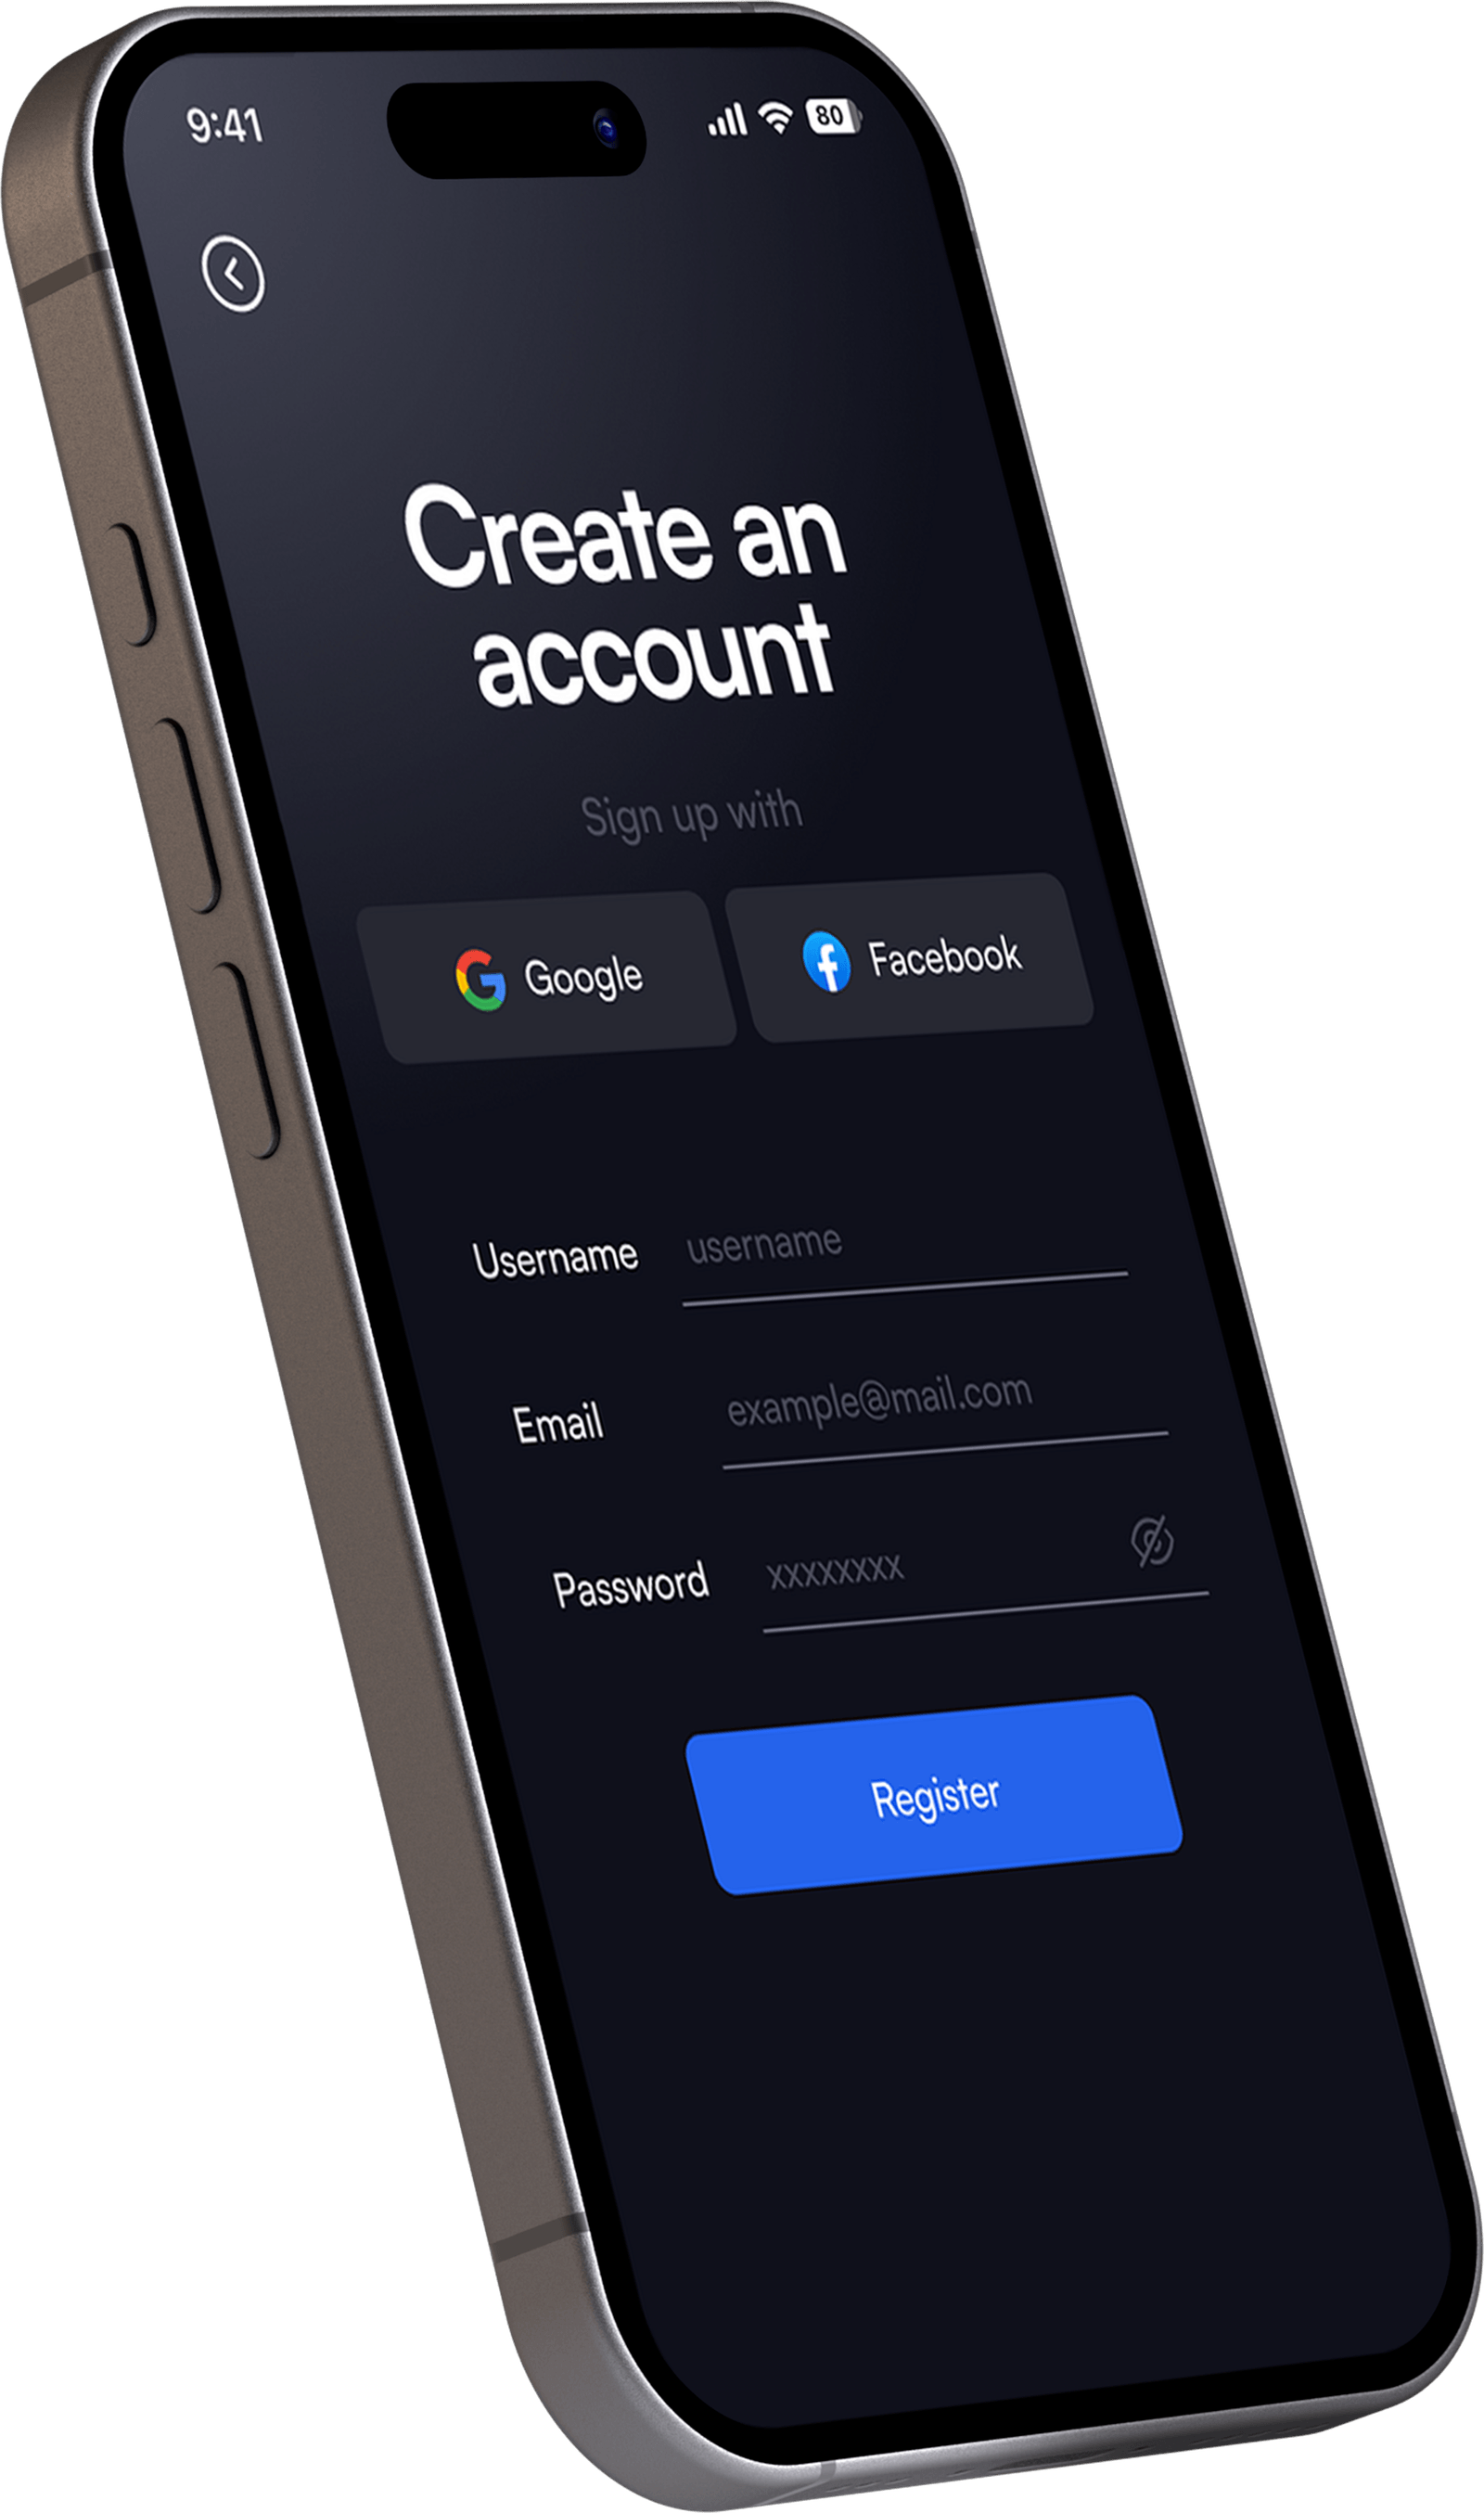 9:41 80
Create an
account
Sign up with
Google Facebook
Username username
Email example@mail.com
Password xxxxxxxx
Register